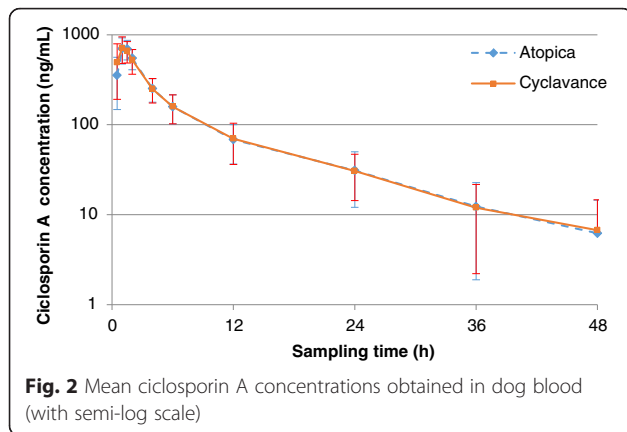 1000
100
10
1
Ciclosporin A concentration (ng/mL)
Atopica
Cyclavance
0 12 24 36 48
Sampling time (h)
Fig. 2 Mean ciclosporin A concentrations obtained in dog blood
(with semi-log scale)